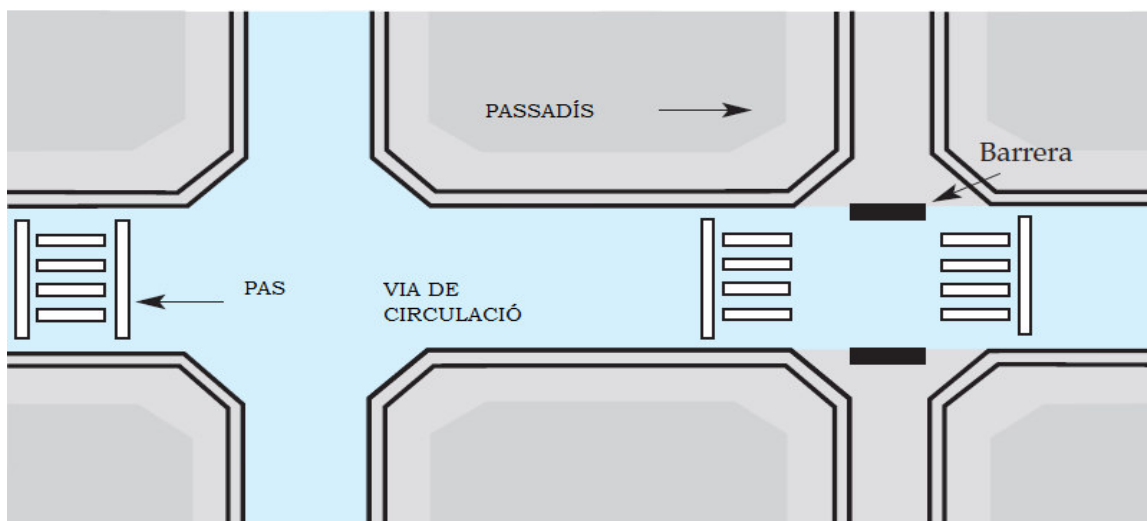 PASSADÍS
Barrera
PAS
VIA DE
CIRCULACIÓ